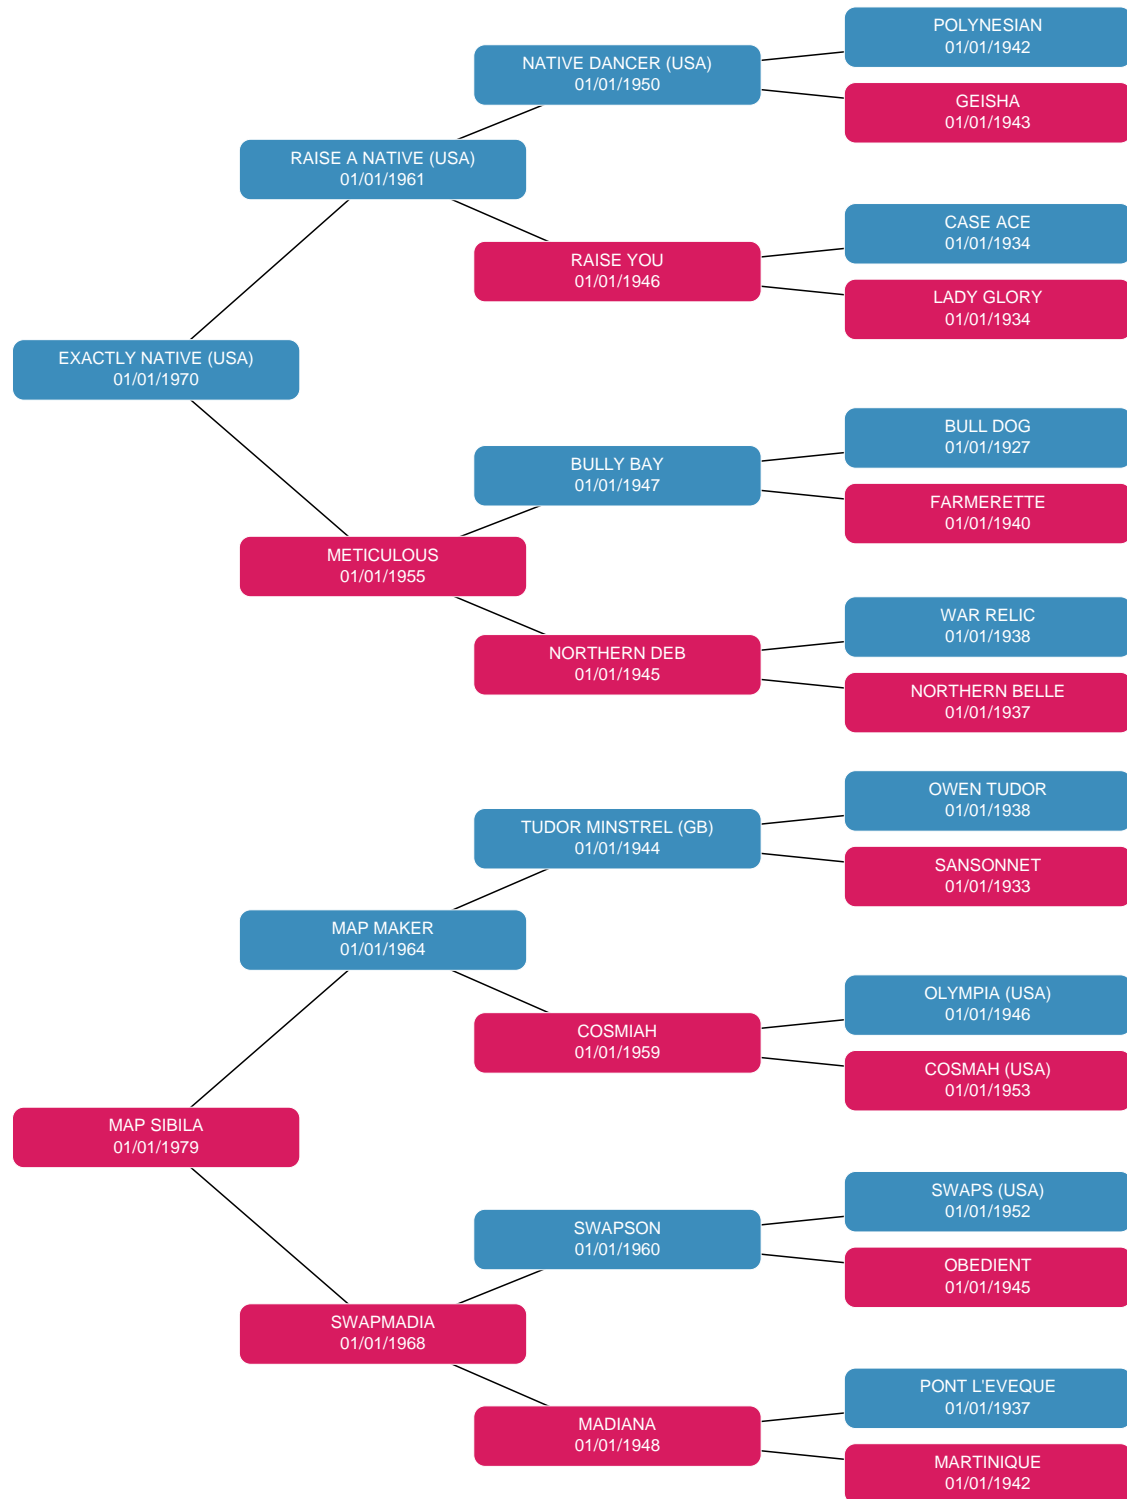 POLYNESIAN
01/01/1942
NATIVE DANCER (USA)
01/01/1950
GEISHA
01/01/1943
RAISE A NATIVE (USA)
01/01/1961
CASE ACE
01/01/1934
RAISE YOU
01/01/1946
LADY GLORY
01/01/1934
EXACTLY NATIVE (USA)
01/01/1970
BULL DOG
01/01/1927
BULLY BAY
01/01/1947
FARMERETTE
01/01/1940
METICULOUS
01/01/1955
WAR RELIC
01/01/1938
NORTHERN DEB
01/01/1945
NORTHERN BELLE
01/01/1937
OWEN TUDOR
01/01/1938
TUDOR MINSTREL (GB)
01/01/1944
SANSONNET
01/01/1933
MAP MAKER
01/01/1964
OLYMPIA (USA)
01/01/1946
COSMIAH
01/01/1959
COSMAH (USA)
01/01/1953
MAP SIBILA
01/01/1979
SWAPS (USA)
01/01/1952
SWAPSON
01/01/1960
OBEDIENT
01/01/1945
SWAPMADIA
01/01/1968
PONT L'EVEQUE
01/01/1937
MADIANA
01/01/1948
MARTINIQUE
01/01/1942